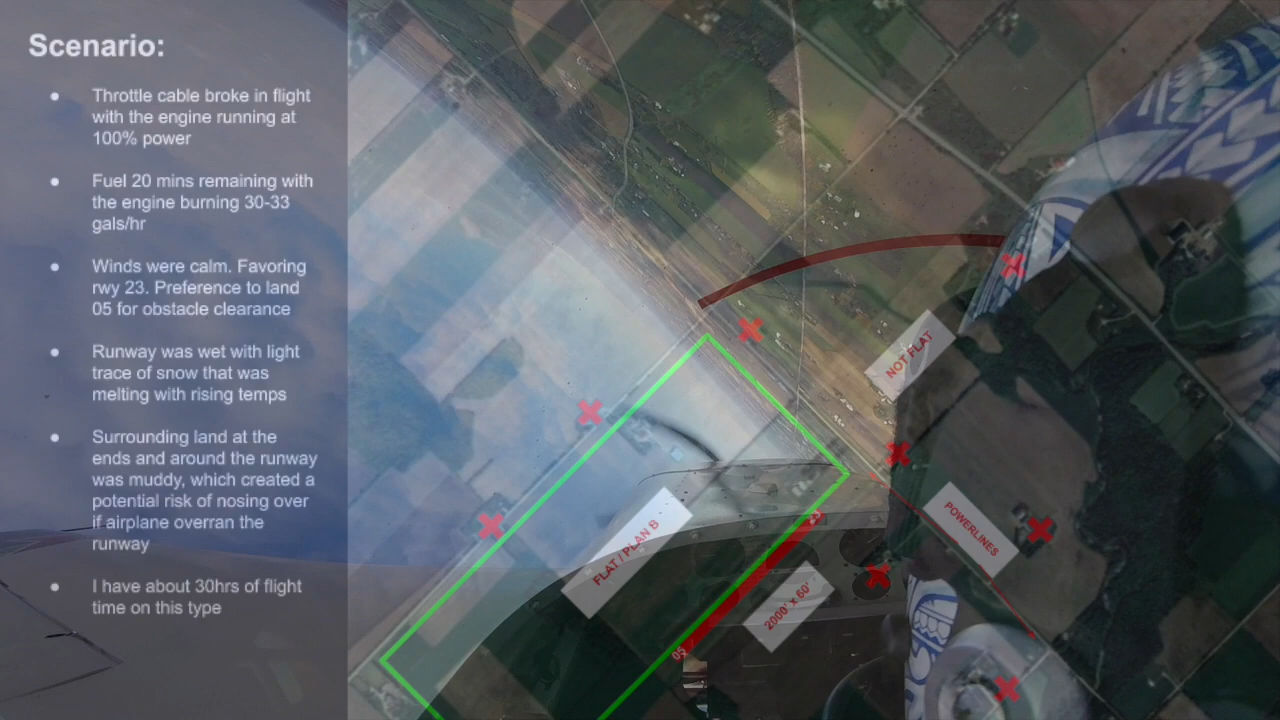 Scenario:
● Throttle cable broke in flight
with the engine running at
100% power
● Fuel 20 mins remaining with
the engine burning 30-33
gals/hr
● Winds were calm. Favoring
rwy 23. Preference to land
05 for obstacle clearance
● Runway was wet with light
trace of snow that was
melting with rising temps
● Surrounding land at the
ends and around the runway
was muddy, which created a
potential risk of nosing over
if airplane overran the
runway
● I have about 30hrs of flight
time on this type
NOT FLAT
FLAT / PLAN B
POWERLINES
23
2000' x 60'
05